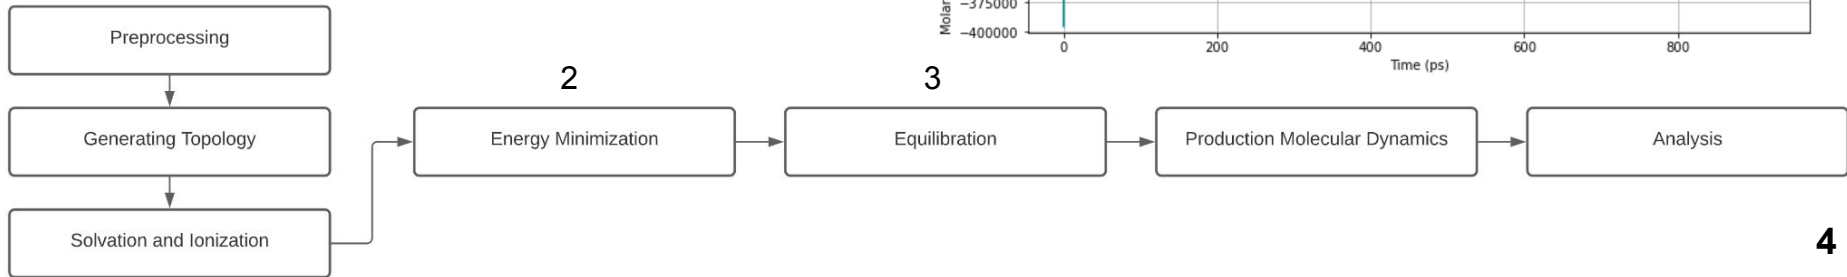 −375000
−400000
0 200 400 600 800
Time (ps)
Molar
Preprocessing
2 3
Generating Topology Energy Minimization Equilibration Production Molecular Dynamics Analysis
Solvation and Ionization
4